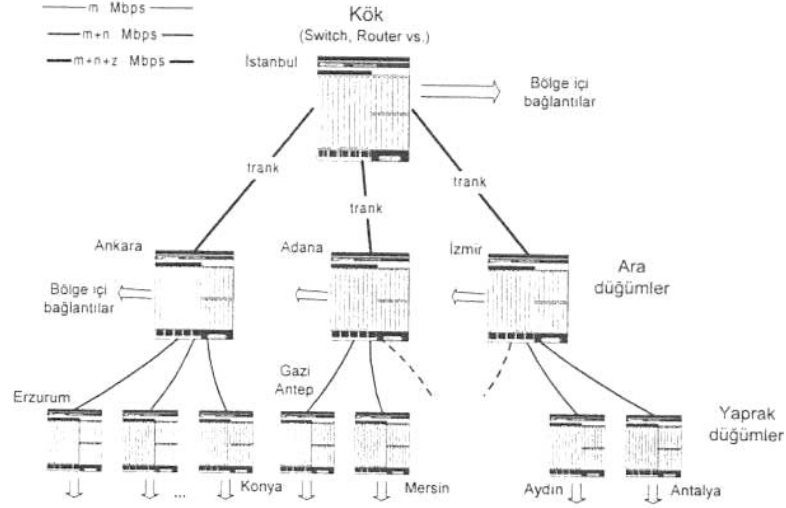 m Mbps
m+n Mbps
m+n+z Mbps
Kök
(Switch, Router vs.)
İstanbul
Bölge içi
bağlantılar
trank
trank
trank
Ankara
Adana
İzmir
Ara
düğümler
Bölge içi
bağlantılar
Gazi
Antep
Erzurum
Yaprak
düğümler
...
Konya
Mersin
Aydın
Antalya